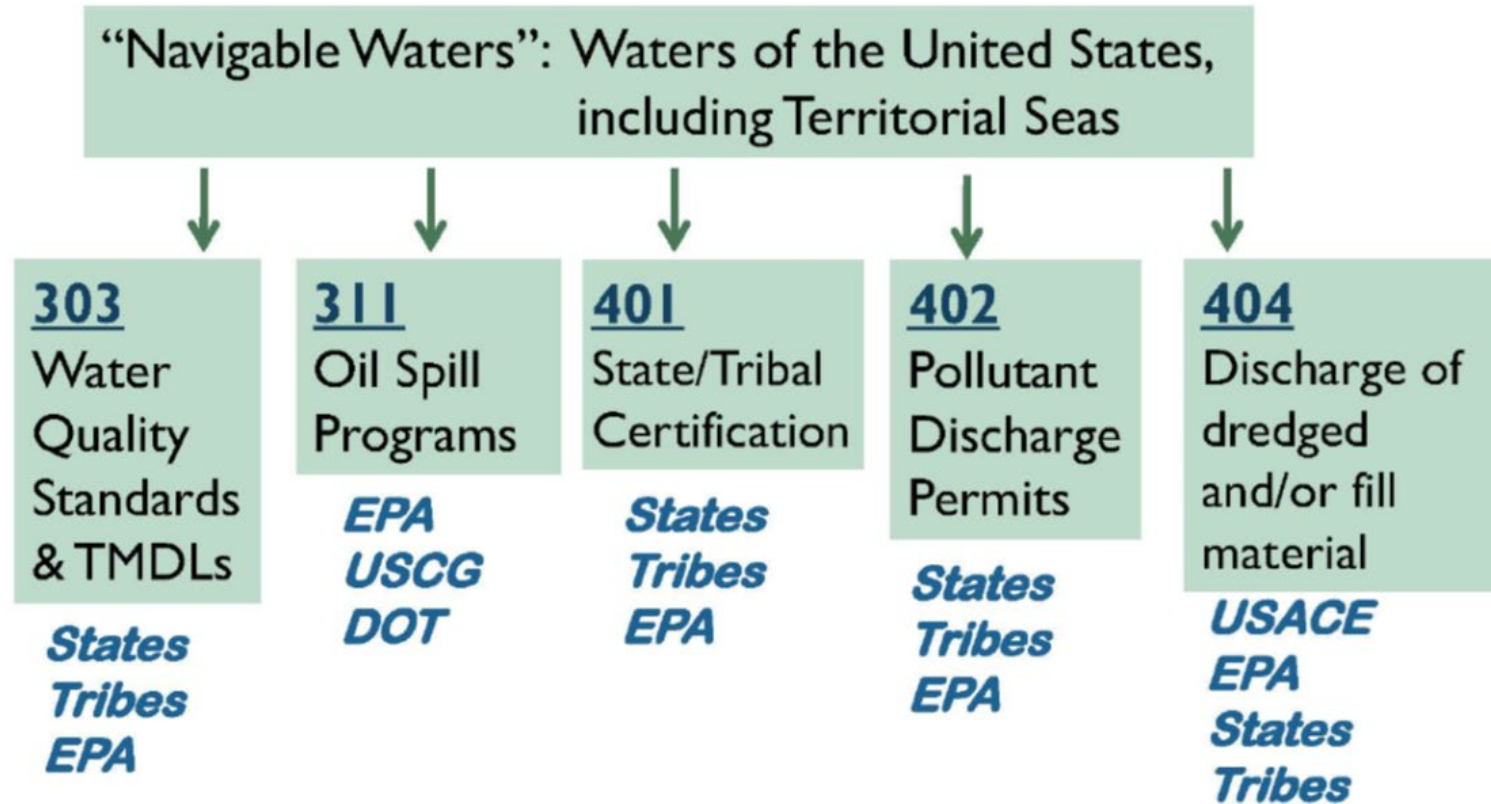 “Navigable Waters”: Waters of the United States,
including Territorial Seas
303
Water
Quality
Standards
& TMDLs
States
Tribes
EPA
311
Oil Spill
Programs
EPA
USCG
DOT
401
State/Tribal
Certification
States
Tribes
EPA
402
Pollutant
Discharge
Permits
States
Tribes
EPA
404
Discharge of
dredged
and/or fill
material
USACE
EPA
States
Tribes